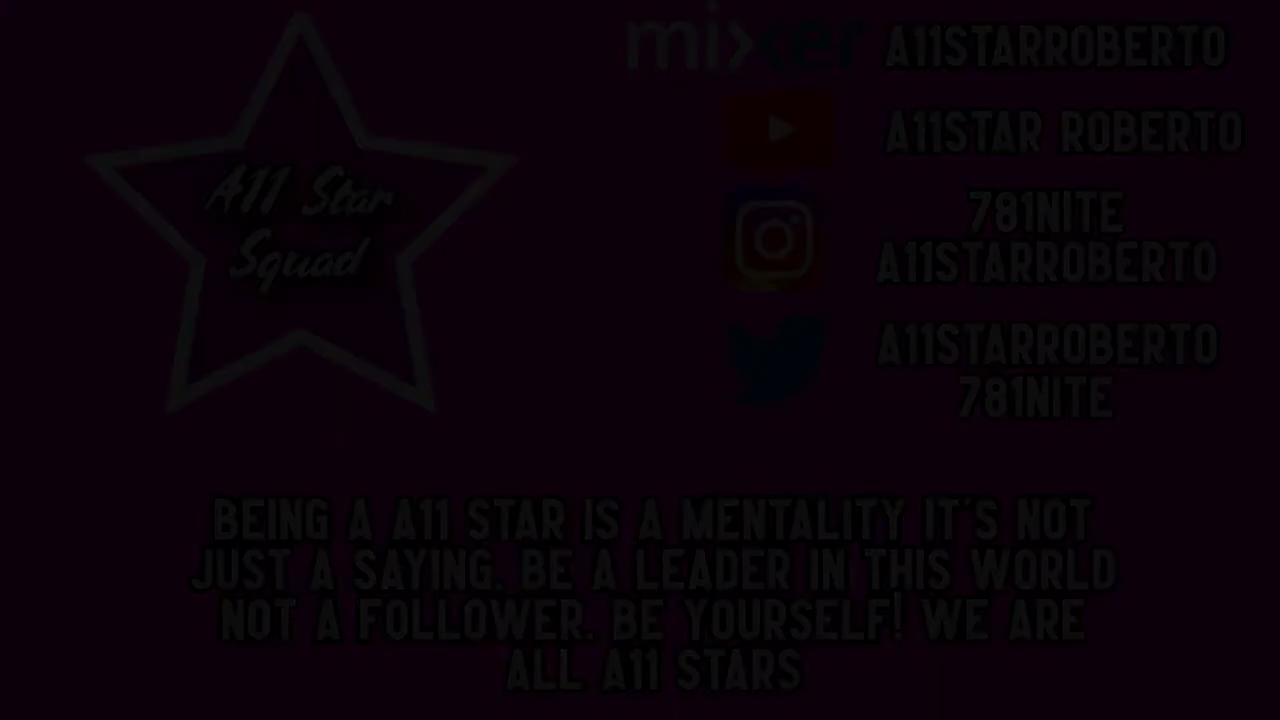 A11 Star
Squad
mixer A11STARROBERTO
A11STAR ROBERTO
781NITE
A11STARROBERTO
A11STARROBERTO
781NITE
BEING A A11 STAR IS A MENTALITY IT'S NOT
JUST A SAYING. BE A LEADER IN THIS WORLD
NOT A FOLLOWER. BE YOURSELF! WE ARE
ALL A11 STARS